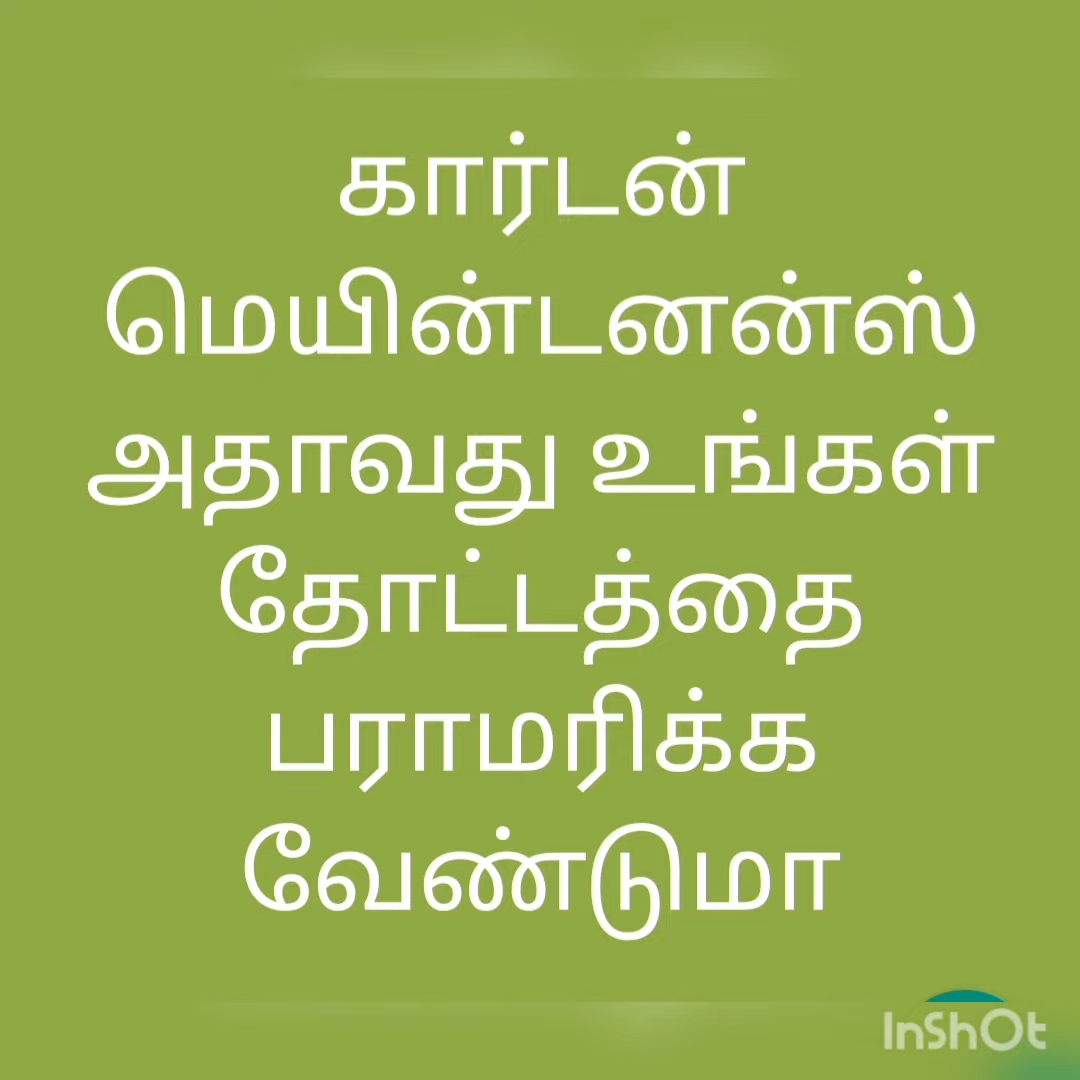 கார்டன்
மெயின்டனன்ஸ்
அதாவது உங்கள்
தோட்டத்தை
பராமரிக்க
வேண்டுமா
InShOt